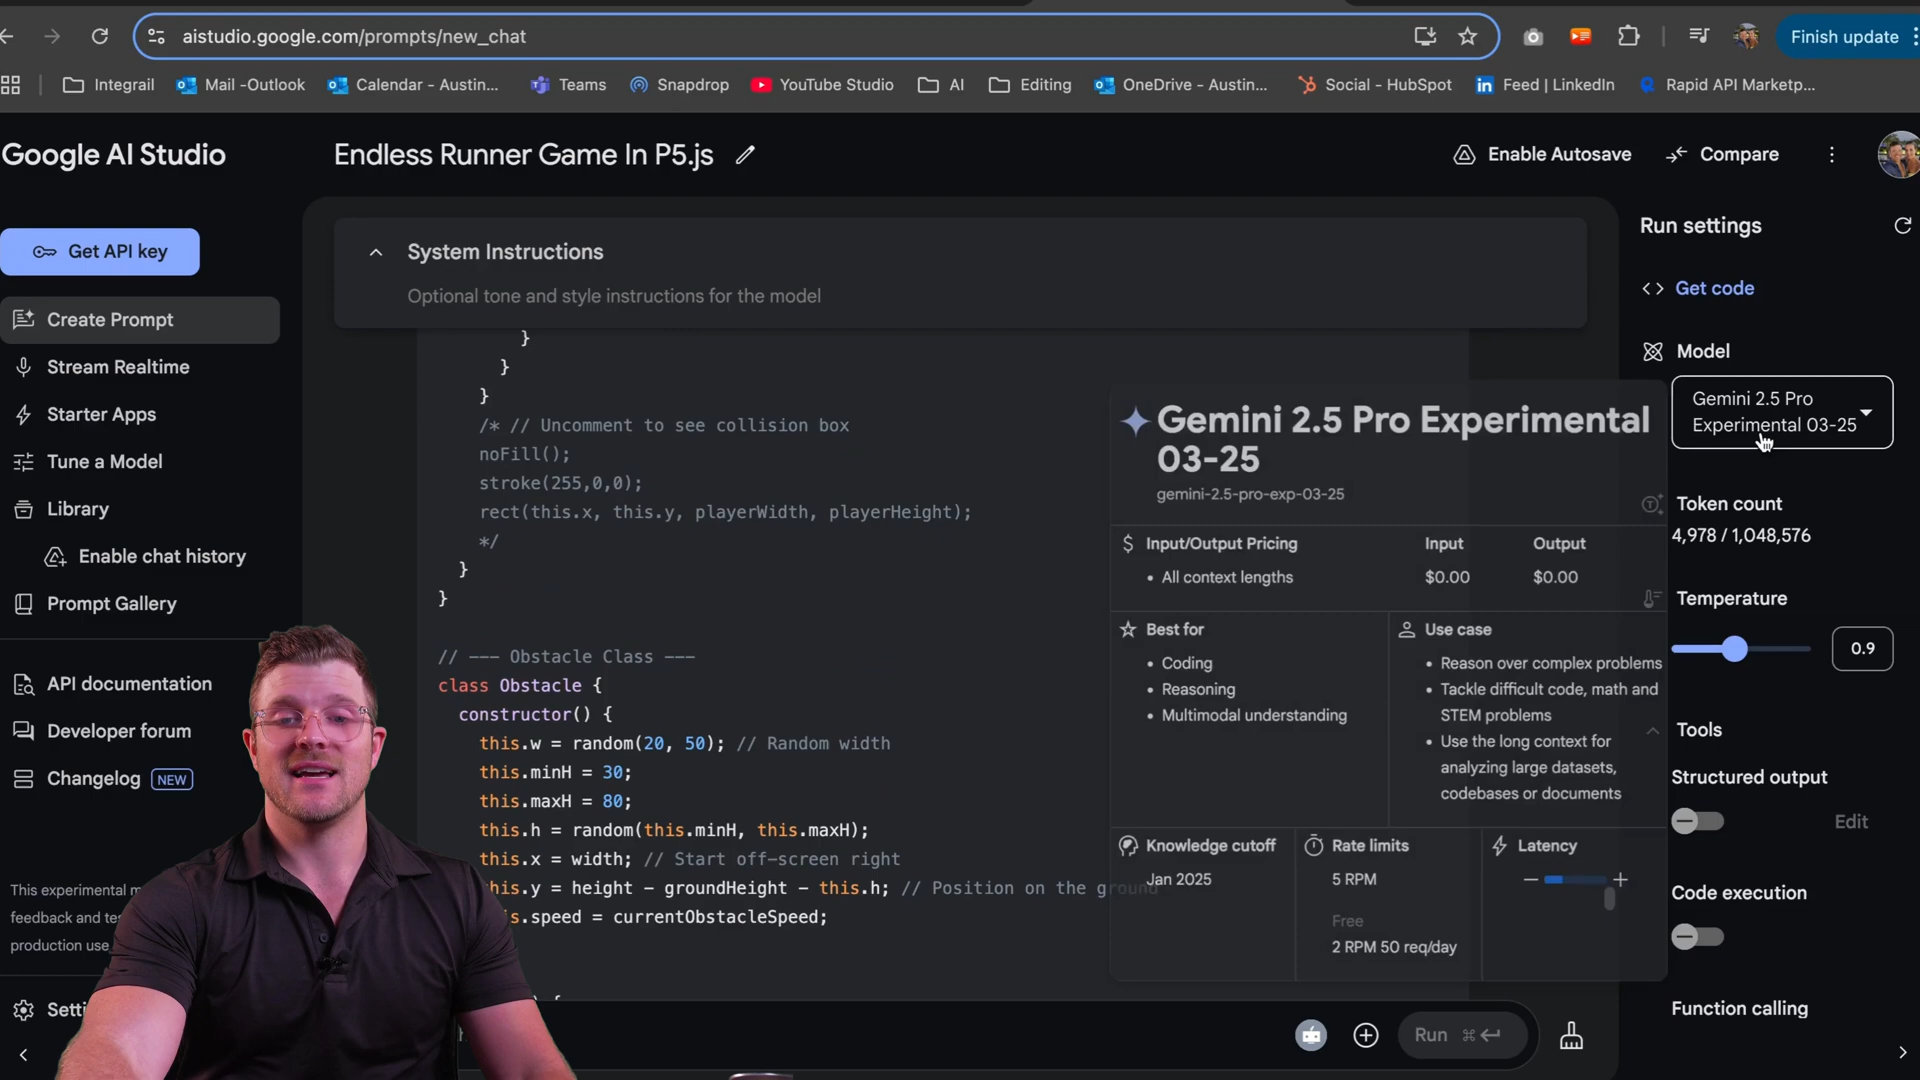 aistudio.google.com/prompts/new_chat
Finish update
Integrail
Mail -Outlook
Calendar - Austin...
Teams
Snapdrop
YouTube Studio
AI
Editing
OneDrive - Austin...
Social - HubSpot
Feed | LinkedIn
Rapid API Marketp...
Google AI Studio
Endless Runner Game In P5.js
Enable Autosave
Compare
Get API key
Create Prompt
Stream Realtime
Starter Apps
Tune a Model
Library
Enable chat history
Prompt Gallery
API documentation
Developer forum
Changelog NEW
This experimental m
feedback and te
production use
Setti
System Instructions
Optional tone and style instructions for the model
}
}
}
/* // Uncomment to see collision box
noFill();
stroke(255,0,0);
rect(this.x, this.y, playerWidth, playerHeight);
*/
}
}
// --- Obstacle Class ---
class Obstacle {
constructor() {
this.w = random(20, 50); // Random width
this.minH = 30;
this.maxH = 80;
this.h = random(this.minH, this.maxH);
this.x = width; // Start off-screen right
his.y = height - groundHeight - this.h; // Position on the ground
s.speed = currentObstacleSpeed;
Gemini 2.5 Pro Experimental
03-25
gemini-2.5-pro-exp-03-25
Input/Output Pricing
Input
Output
• All context lengths
$0.00
$0.00
Best for
• Coding
• Reasoning
• Multimodal understanding
Use case
• Reason over complex problems
• Tackle difficult code, math and
STEM problems
• Use the long context for
analyzing large datasets,
codebases or documents
Knowledge cutoff
Jan 2025
Rate limits
5 RPM
Free
2 RPM 50 req/day
Latency
Run
Run settings
Get code
Model
Gemini 2.5 Pro
Experimental 03-25
Token count
4,978 / 1,048,576
Temperature
0.9
Tools
Structured output
Edit
Code execution
Function calling